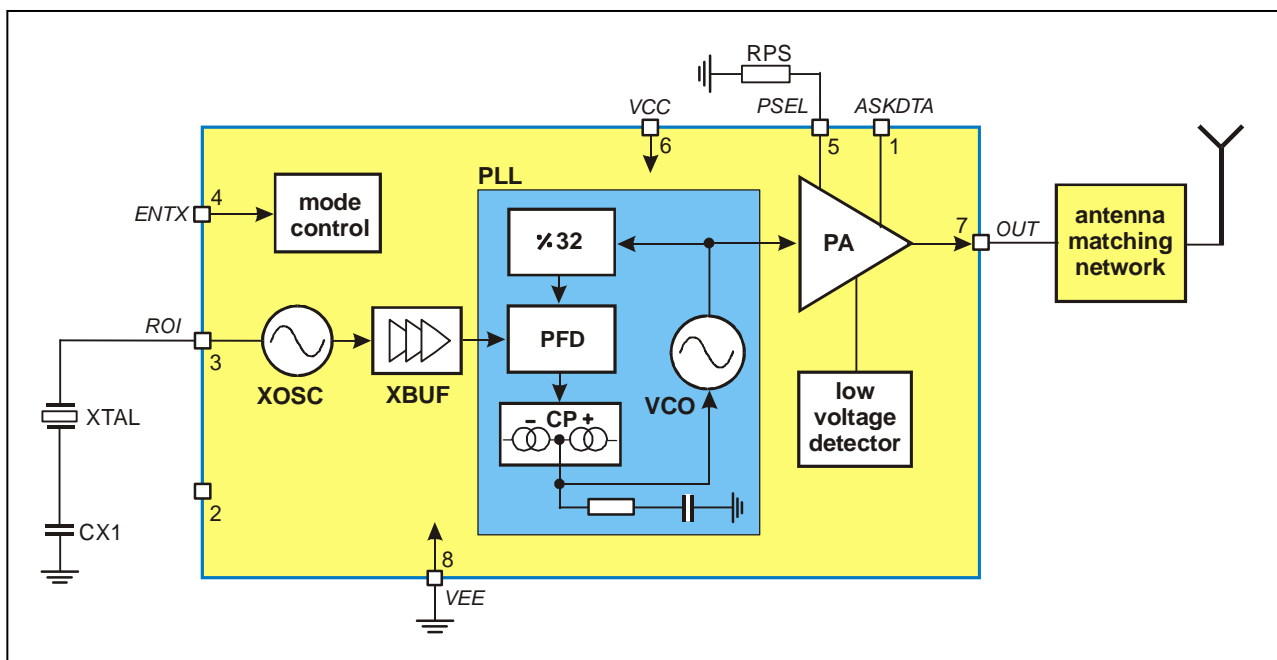 RPS
VCC
PSEL
ASKDTA
6
5
1
PLL
ENTX
4
mode
control
٪32
PA
7
OUT
antenna
matching
network
ROI
3
XOSC
XBUF
PFD
VCO
low
voltage
detector
- CP +
XTAL
2
CX1
8
VEE